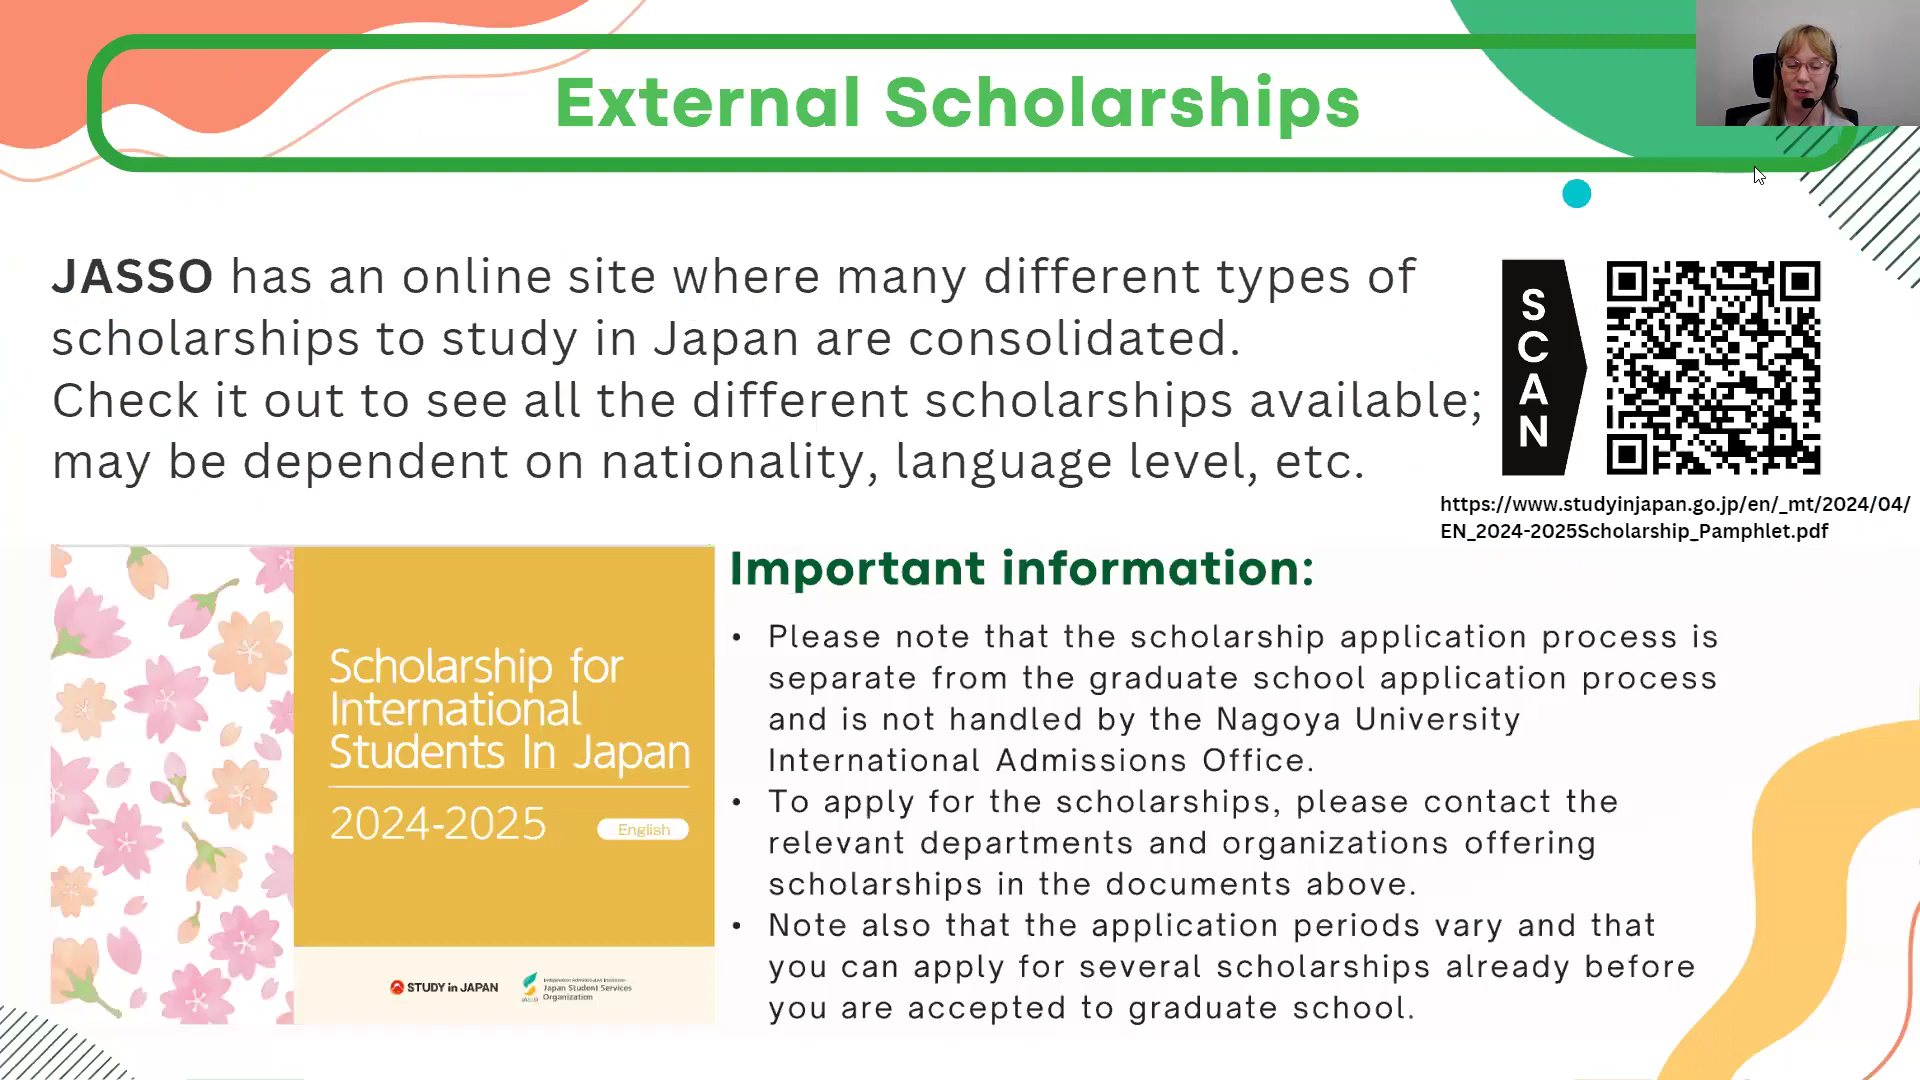 External Scholarships
JASSO has an online site where many different types of
scholarships to study in Japan are consolidated.
Check it out to see all the different scholarships available;
may be dependent on nationality, language level, etc.
SCAN
https://www.studyinjapan.go.jp/en/_mt/2024/04/
EN_2024-2025Scholarship_Pamphlet.pdf
Scholarship for
International
Students In Japan
2024-2025
English
STUDY in JAPAN
Japan Student Services
Organization
Important information:
• Please note that the scholarship application process is
separate from the graduate school application process
and is not handled by the Nagoya University
International Admissions Office.
• To apply for the scholarships, please contact the
relevant departments and organizations offering
scholarships in the documents above.
• Note also that the application periods vary and that
you can apply for several scholarships already before
you are accepted to graduate school.